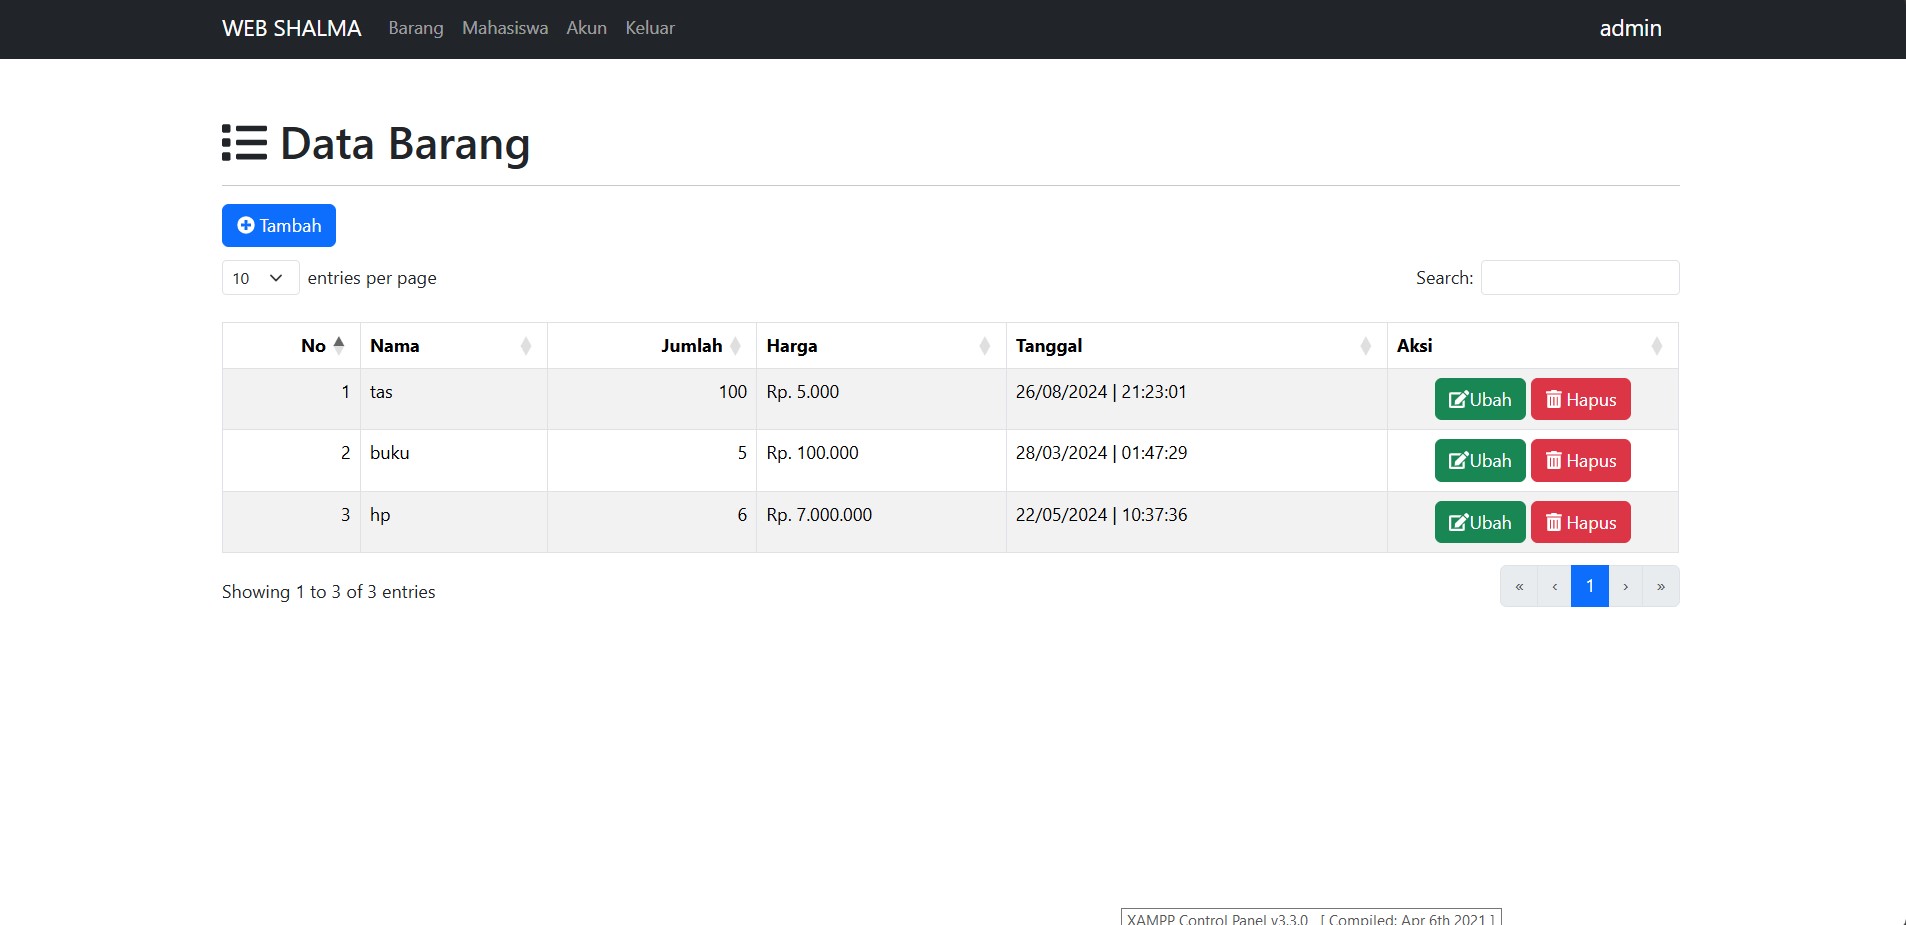 WEB SHALMA Barang Mahasiswa Akun Keluar admin
Data Barang
Tambah
10 entries per page Search:
No Nama Jumlah Harga Tanggal Aksi
1 tas 100 Rp. 5.000 26/08/2024 | 21:23:01 Ubah Hapus
2 buku 5 Rp. 100.000 28/03/2024 | 01:47:29 Ubah Hapus
3 hp 6 Rp. 7.000.000 22/05/2024 | 10:37:36 Ubah Hapus
Showing 1 to 3 of 3 entries « ‹ 1 › »
XAMPP Control Panel v3.3.0 [ Compiled: Apr 6th 2021 ]